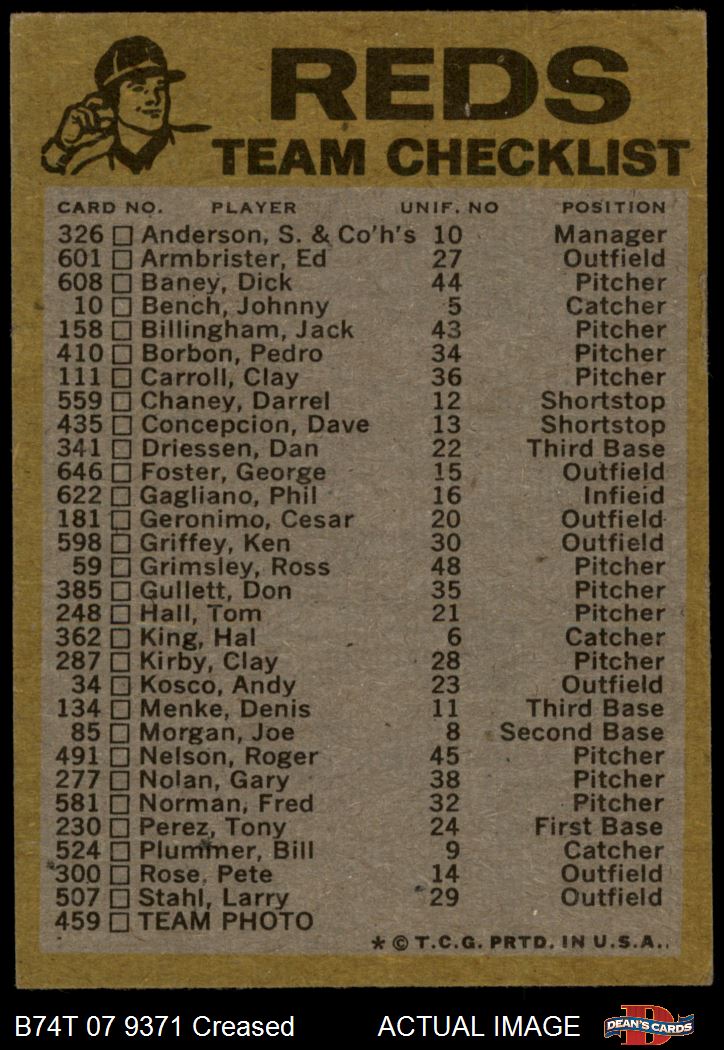 REDS
TEAM CHECKLIST
CARD NO. PLAYER UNIF. NO POSITION
326 Anderson, S. & Co'h's 10 Manager
601 Armbrister, Ed 27 Outfield
608 Baney, Dick 44 Pitcher
10 Bench, Johnny 5 Catcher
158 Billingham, Jack 43 Pitcher
410 Borbon, Pedro 34 Pitcher
111 Carroll, Clay 36 Pitcher
559 Chaney, Darrel 12 Shortstop
435 Concepcion, Dave 13 Shortstop
341 Driessen, Dan 22 Third Base
646 Foster, George 15 Outfield
622 Gagliano, Phil 16 Infieid
181 Geronimo, Cesar 20 Outfield
598 Griffey, Ken 30 Outfield
59 Grimsley, Ross 48 Pitcher
385 Gullett, Don 35 Pitcher
248 Hall, Tom 21 Pitcher
362 King, Hal 6 Catcher
287 Kirby, Clay 28 Pitcher
34 Kosco, Andy 23 Outfield
134 Menke, Denis 11 Third Base
85 Morgan, Joe 8 Second Base
491 Nelson, Roger 45 Pitcher
277 Nolan, Gary 38 Pitcher
581 Norman, Fred 32 Pitcher
230 Perez, Tony 24 First Base
524 Plummer, Bill 9 Catcher
300 Rose, Pete 14 Outfield
507 Stahl, Larry 29 Outfield
459 TEAM PHOTO
* © T.C.G. PRTD. IN U.S.A..
B74T 07 9371 Creased ACTUAL IMAGE DEAN'S CARDS